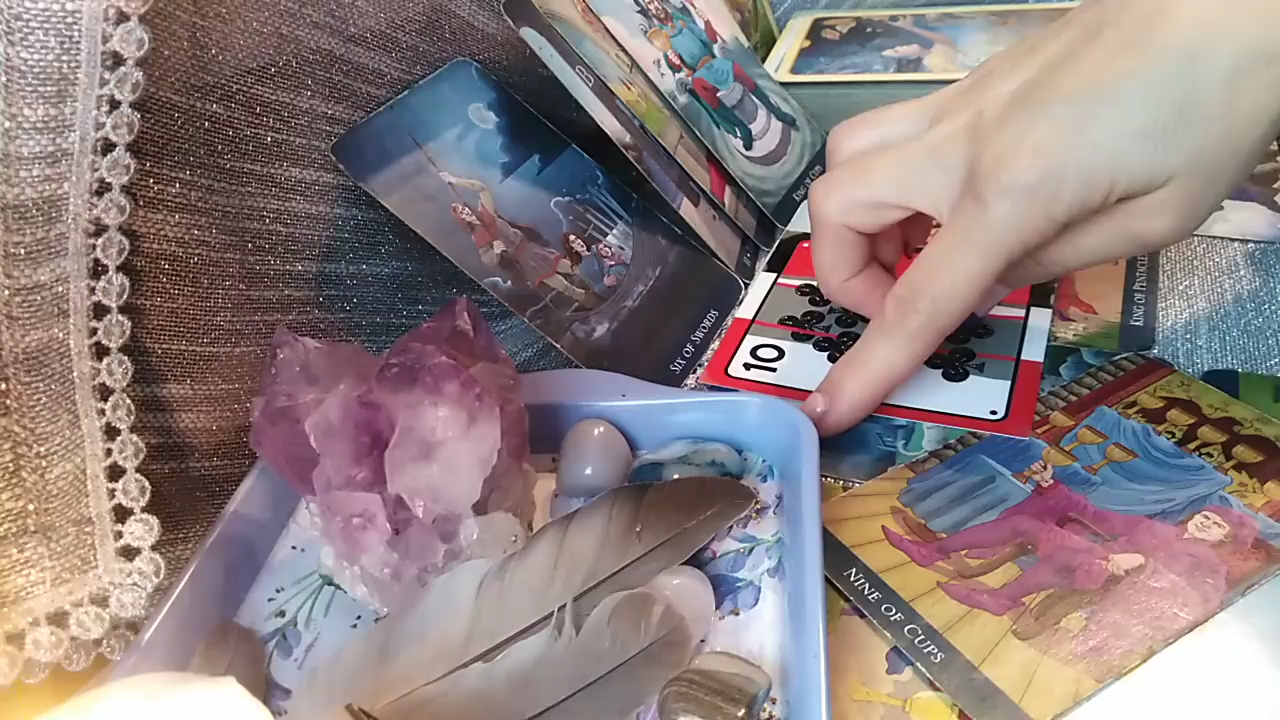 KING OF CUPS
SIX OF SWORDS
10
KING OF PENTACLES
NINE OF CUPS